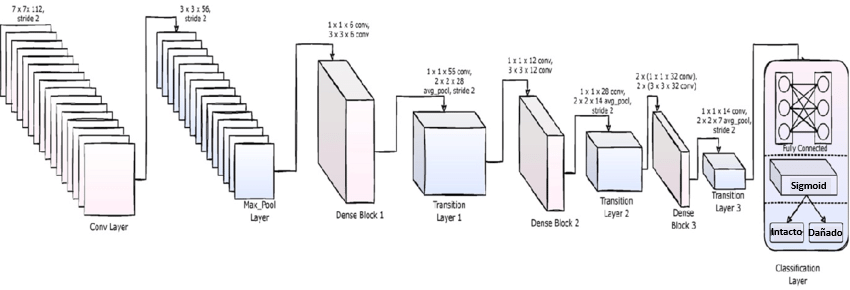 7 x 7x 112,
stride 2
3 x 3 x 56,
stride 2
1 x 1 x 6 conv,
3 x 3 x 6 conv
1 x 1 x 56 conv,
2 x 2 x 28
avg_pool, stride 2
1 x 1 x 12 conv,
3 x 3 x 12 conv
1 x 1 x 28 conv,
2 x 2 x 14 avg_pool,
stride 2
2 x (1 x 1 x 32 conv),
2 x (3 x 3 x 32 conv)
1 x 1 x 14 conv,
2 x 2 x 7 avg_pool,
stride 2
Conv Layer
Max_Pool
Layer
Dense Block 1
Transition
Layer 1
Dense Block 2
Transition
Layer 2
Dense
Block 3
Transition
Layer 3
Fully Connected
Sigmoid
Intacto
Dañado
Classification
Layer